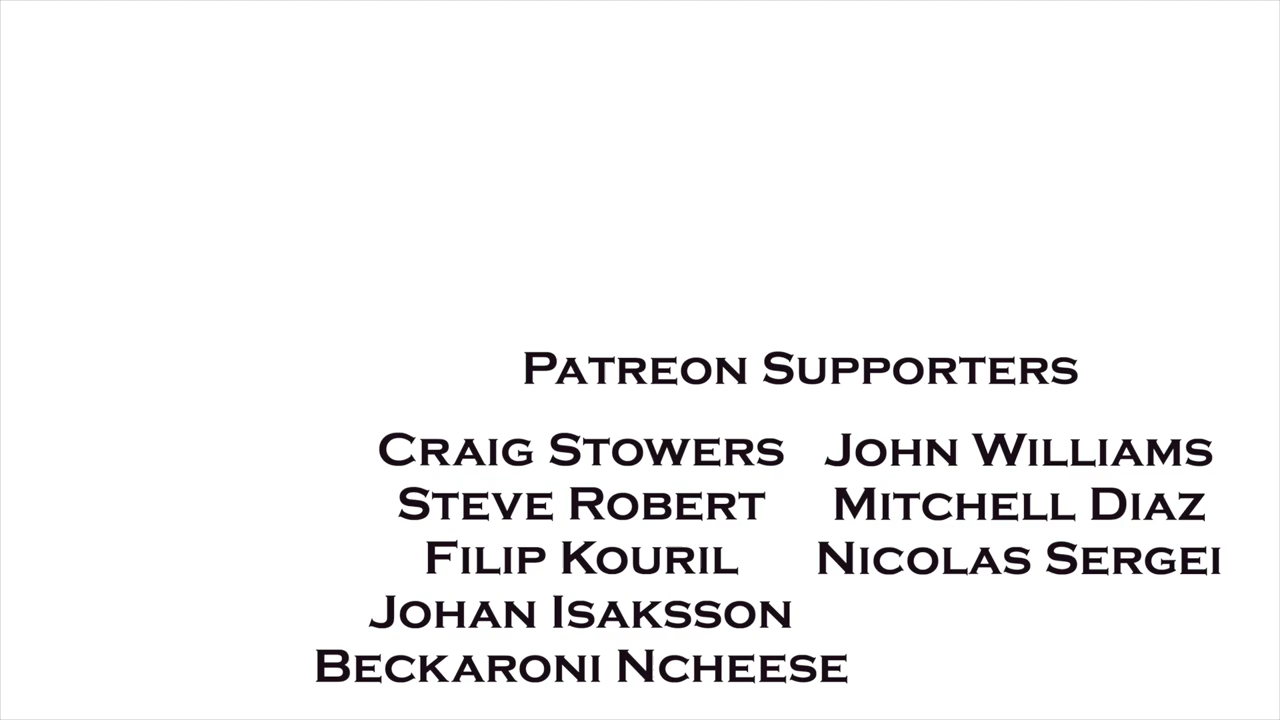 Patreon Supporters
Craig Stowers
Steve Robert
Filip Kouril
Johan Isaksson
Beckaroni Ncheese
John Williams
Mitchell Diaz
Nicolas Sergei